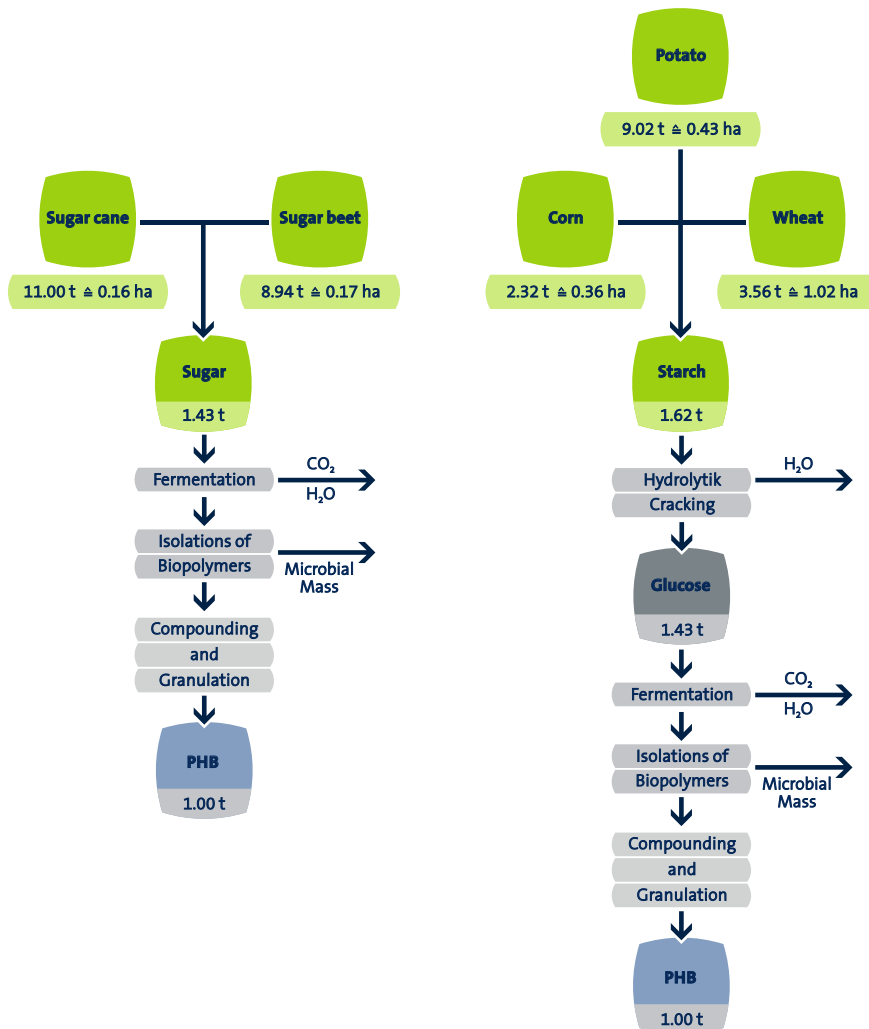 Sugar cane
11.00 t ≙ 0.16 ha
Sugar beet
8.94 t ≙ 0.17 ha
Sugar
1.43 t
Fermentation
CO₂
H₂O
Isolations of
Biopolymers
Microbial
Mass
Compounding
and
Granulation
PHB
1.00 t
Potato
9.02 t ≙ 0.43 ha
Corn
2.32 t ≙ 0.36 ha
Wheat
3.56 t ≙ 1.02 ha
Starch
1.62 t
Hydrolytik
Cracking
H₂O
Glucose
1.43 t
Fermentation
CO₂
H₂O
Isolations of
Biopolymers
Microbial
Mass
Compounding
and
Granulation
PHB
1.00 t